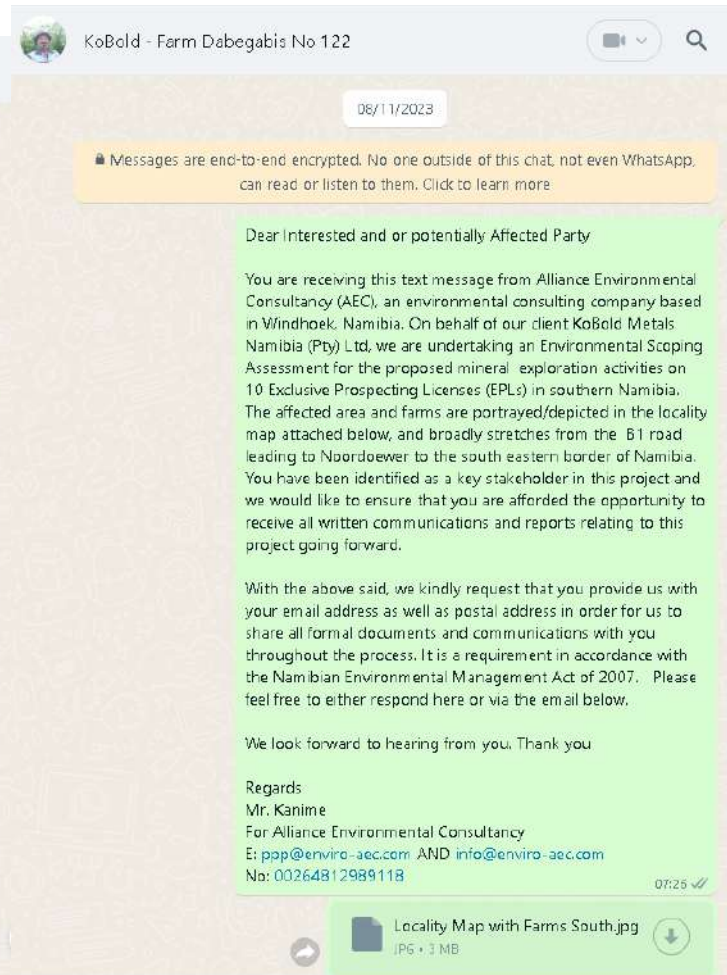 KoBold - Farm Dabegabis No 122
08/11/2023
Messages are end-to-end encrypted. No one outside of this chat, not even WhatsApp,
can read or listen to them. Click to learn more
Dear Interested and or potentially Affected Party
You are receiving this text message from Alliance Environmental
Consultancy (AEC), an environmental consulting company based
in Windhoek, Namibia. On behalf of our client KoBold Metals
Namibia (Pty) Ltd, we are undertaking an Environmental Scoping
Assessment for the proposed mineral exploration activities on
10 Exclusive Prospecting Licenses (EPLs) in southern Namibia.
The affected area and farms are portrayed/depicted in the locality
map attached below, and broadly stretches from the B1 road
leading to Noordoewer to the south eastern border of Namibia.
You have been identified as a key stakeholder in this project and
we would like to ensure that you are afforded the opportunity to
receive all written communications and reports relating to this
project going forward.
With the above said, we kindly request that you provide us with
your email address as well as postal address in order for us to
share all formal documents and communications with you
throughout the process. It is a requirement in accordance with
the Namibian Environmental Management Act of 2007. Please
feel free to either respond here or via the email below.
We look forward to hearing from you. Thank you
Regards
Mr. Kanime
For Alliance Environmental Consultancy
E: ppp@enviro-aec.com AND info@enviro-aec.com
No: 00264812989118
07:26
Locality Map with Farms South.jpg
JPG • 3 MB